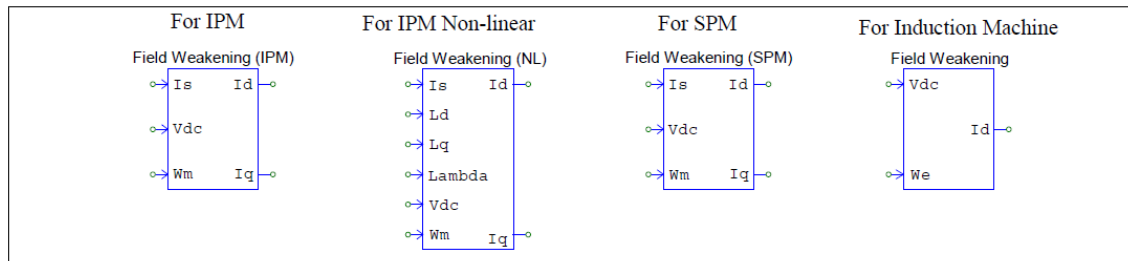 For IPM
For IPM Non-linear
For SPM
For Induction Machine
Field Weakening (IPM)
Field Weakening (NL)
Field Weakening (SPM)
Field Weakening
Is
Id
Vdc
Wm
Iq
Is
Id
Ld
Lq
Lambda
Vdc
Wm
Iq
Is
Id
Vdc
Wm
Iq
Vdc
Id
We